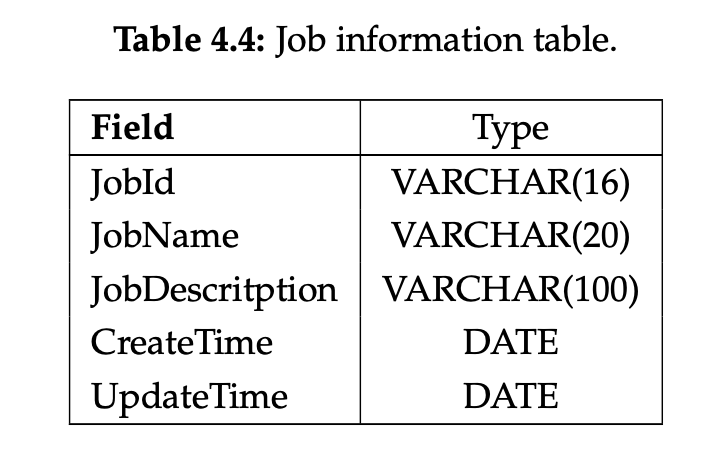 Table 4.4: Job information table.
Field Type
JobId VARCHAR(16)
JobName VARCHAR(20)
JobDescritption VARCHAR(100)
CreateTime DATE
UpdateTime DATE